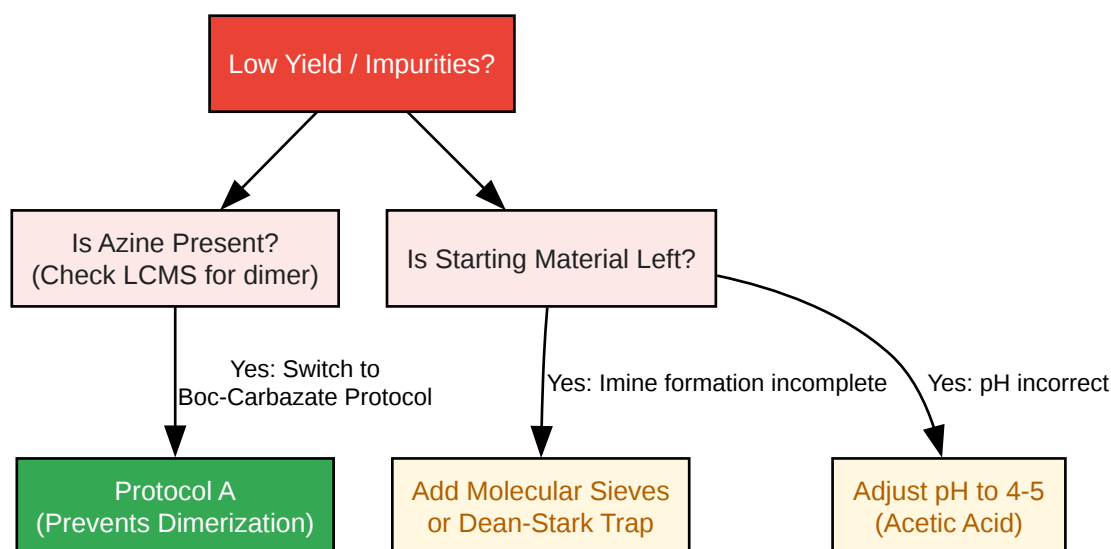 Low Yield / Impurities?
Is Azine Present?
(Check LCMS for dimer)
Is Starting Material Left?
Yes: Switch to
Boc-Carbazate Protocol
Yes: Imine formation incomplete
Yes: pH incorrect
Protocol A
(Prevents Dimerization)
Add Molecular Sieves
or Dean-Stark Trap
Adjust pH to 4-5
(Acetic Acid)